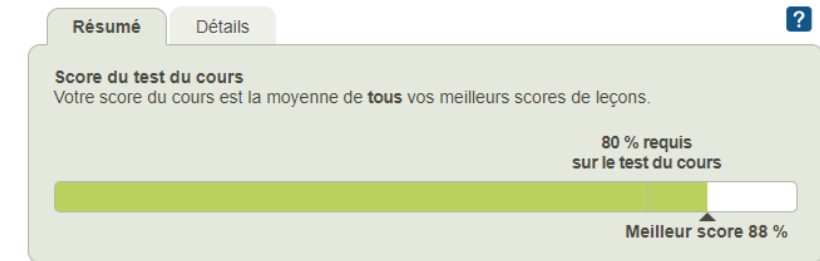 Résumé
Détails
?
Score du test du cours
Votre score du cours est la moyenne de tous vos meilleurs scores de leçons.
80 % requis
sur le test du cours
Meilleur score 88 %